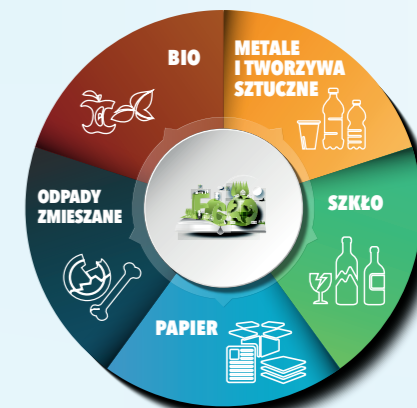 BIO
METALE
I TWORZYWA
SZTUCZNE
ODPADY
ZMIESZANE
SZKŁO
PAPIER